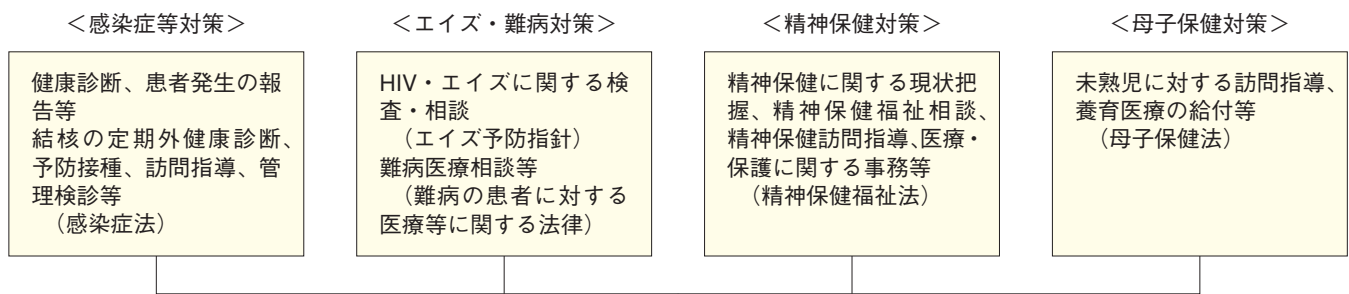 ＜感染症等対策＞
健康診断、患者発生の報
告等
結核の定期外健康診断、
予防接種、訪問指導、管
理検診等
（感染症法）
＜エイズ・難病対策＞
HIV・エイズに関する検
査・相談
（エイズ予防指針）
難病医療相談等
（難病の患者に対する
医療等に関する法律）
＜精神保健対策＞
精神保健に関する現状把
握、精神保健福祉相談、
精神保健訪問指導、医療・
保護に関する事務等
（精神保健福祉法）
＜母子保健対策＞
未熟児に対する訪問指導、
養育医療の給付等
（母子保健法）